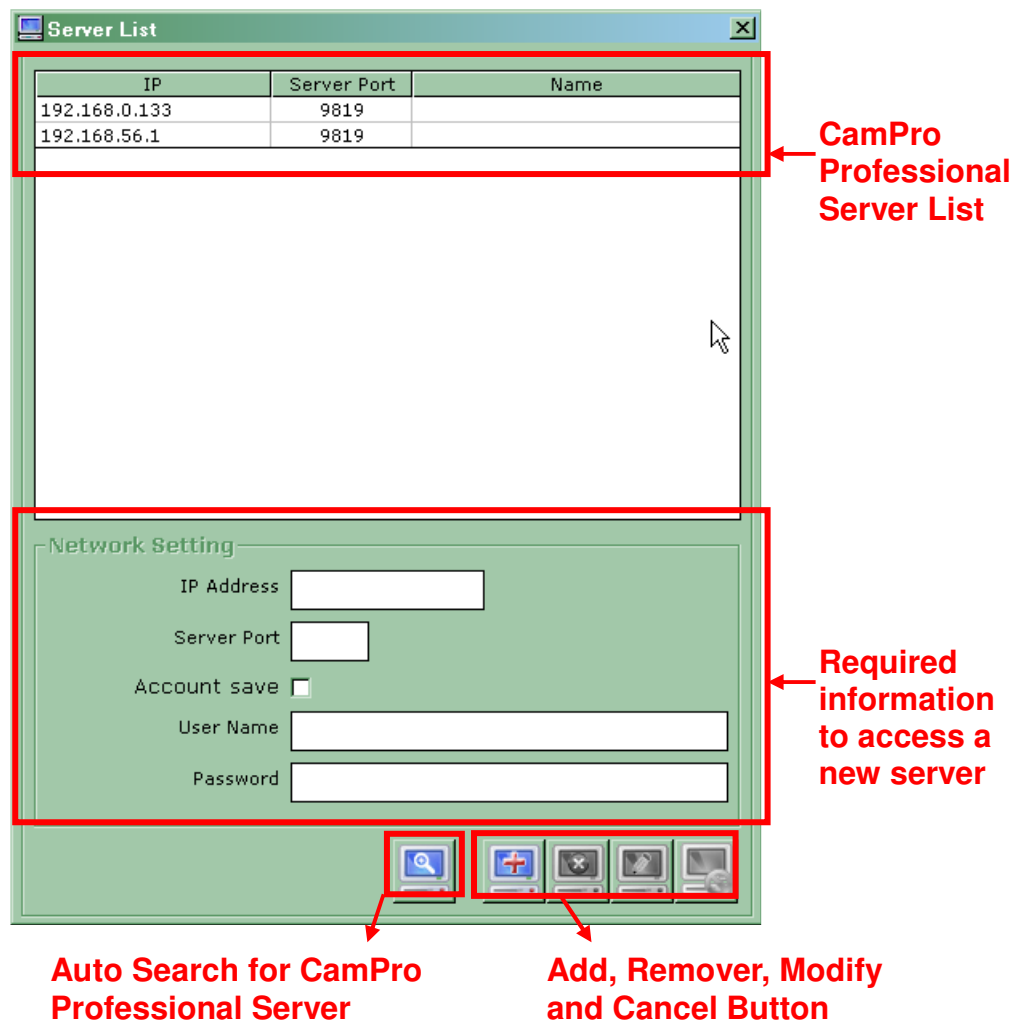 Server List
IP Server Port Name
192.168.0.133 9819
192.168.56.1 9819
CamPro
Professional
Server List
Network Setting
IP Address
Server Port
Account save
User Name
Password
Required
information
to access a
new server
Auto Search for CamPro
Professional Server
Add, Remover, Modify
and Cancel Button